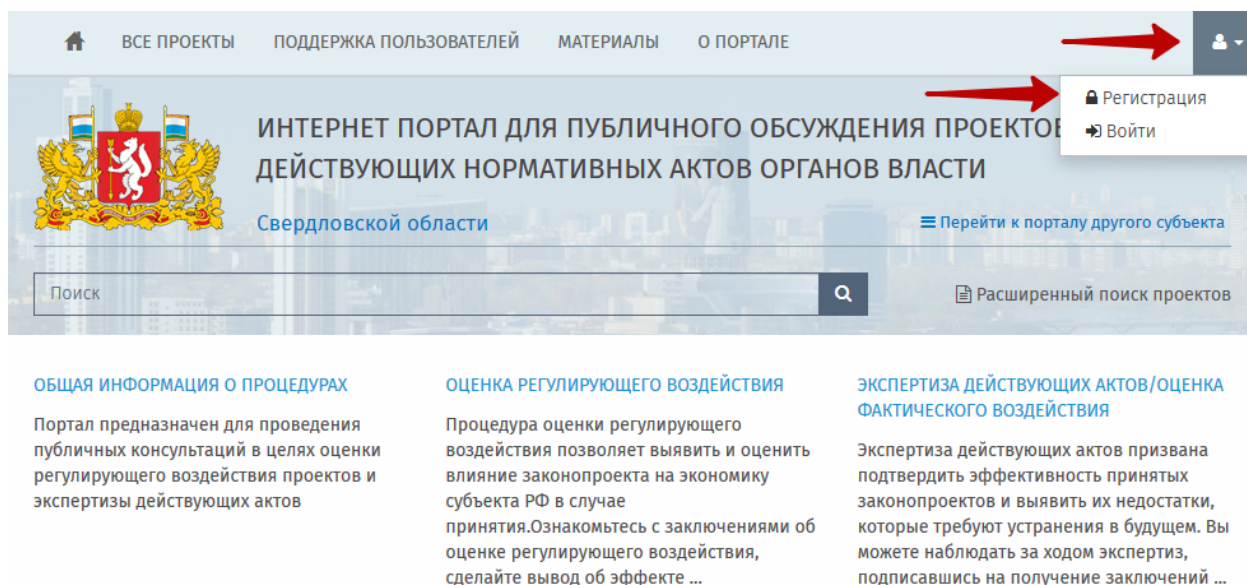 ВСЕ ПРОЕКТЫ ПОДДЕРЖКА ПОЛЬЗОВАТЕЛЕЙ МАТЕРИАЛЫ О ПОРТАЛЕ
Регистрация
Войти
ИНТЕРНЕТ ПОРТАЛ ДЛЯ ПУБЛИЧНОГО ОБСУЖДЕНИЯ ПРОЕКТОВ
ДЕЙСТВУЮЩИХ НОРМАТИВНЫХ АКТОВ ОРГАНОВ ВЛАСТИ
Свердловской области
Перейти к порталу другого субъекта
Поиск
Расширенный поиск проектов
ОБЩАЯ ИНФОРМАЦИЯ О ПРОЦЕДУРАХ
Портал предназначен для проведения
публичных консультаций в целях оценки
регулирующего воздействия проектов и
экспертизы действующих актов
ОЦЕНКА РЕГУЛИРУЮЩЕГО ВОЗДЕЙСТВИЯ
Процедура оценки регулирующего
воздействия позволяет выявить и оценить
влияние законопроекта на экономику
субъекта РФ в случае
принятия.Ознакомьтесь с заключениями об
оценке регулирующего воздействия,
сделайте вывод об эффекте ...
ЭКСПЕРТИЗА ДЕЙСТВУЮЩИХ АКТОВ/ОЦЕНКА
ФАКТИЧЕСКОГО ВОЗДЕЙСТВИЯ
Экспертиза действующих актов призвана
подтвердить эффективность принятых
законопроектов и выявить их недостатки,
которые требуют устранения в будущем. Вы
можете наблюдать за ходом экспертиз,
подписавшись на получение заключений ...